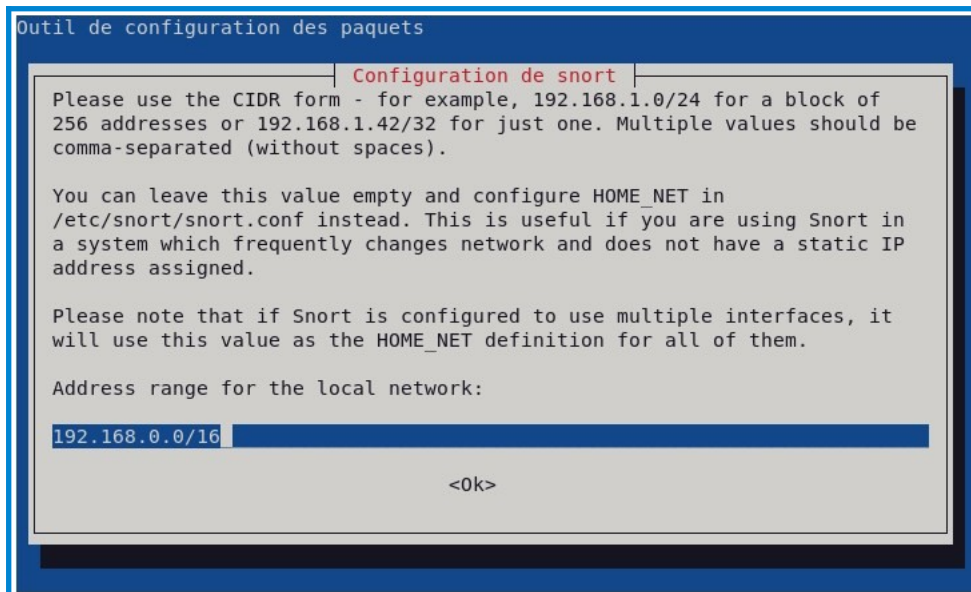 Outil de configuration des paquets
Configuration de snort
Please use the CIDR form - for example, 192.168.1.0/24 for a block of
256 addresses or 192.168.1.42/32 for just one. Multiple values should be
comma-separated (without spaces).
You can leave this value empty and configure HOME_NET in
/etc/snort/snort.conf instead. This is useful if you are using Snort in
a system which frequently changes network and does not have a static IP
address assigned.
Please note that if Snort is configured to use multiple interfaces, it
will use this value as the HOME_NET definition for all of them.
Address range for the local network:
192.168.0.0/16
<Ok>